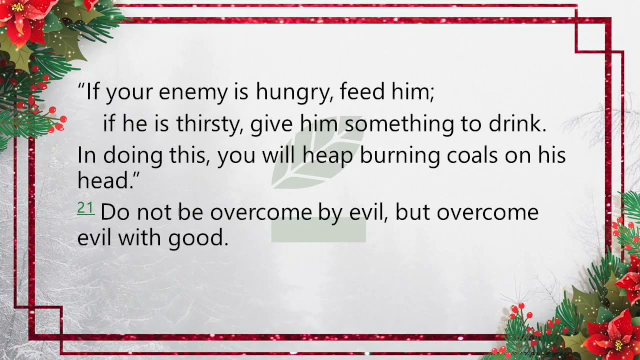 “If your enemy is hungry, feed him;
if he is thirsty, give him something to drink.
In doing this, you will heap burning coals on his
head.”
21 Do not be overcome by evil, but overcome
evil with good.